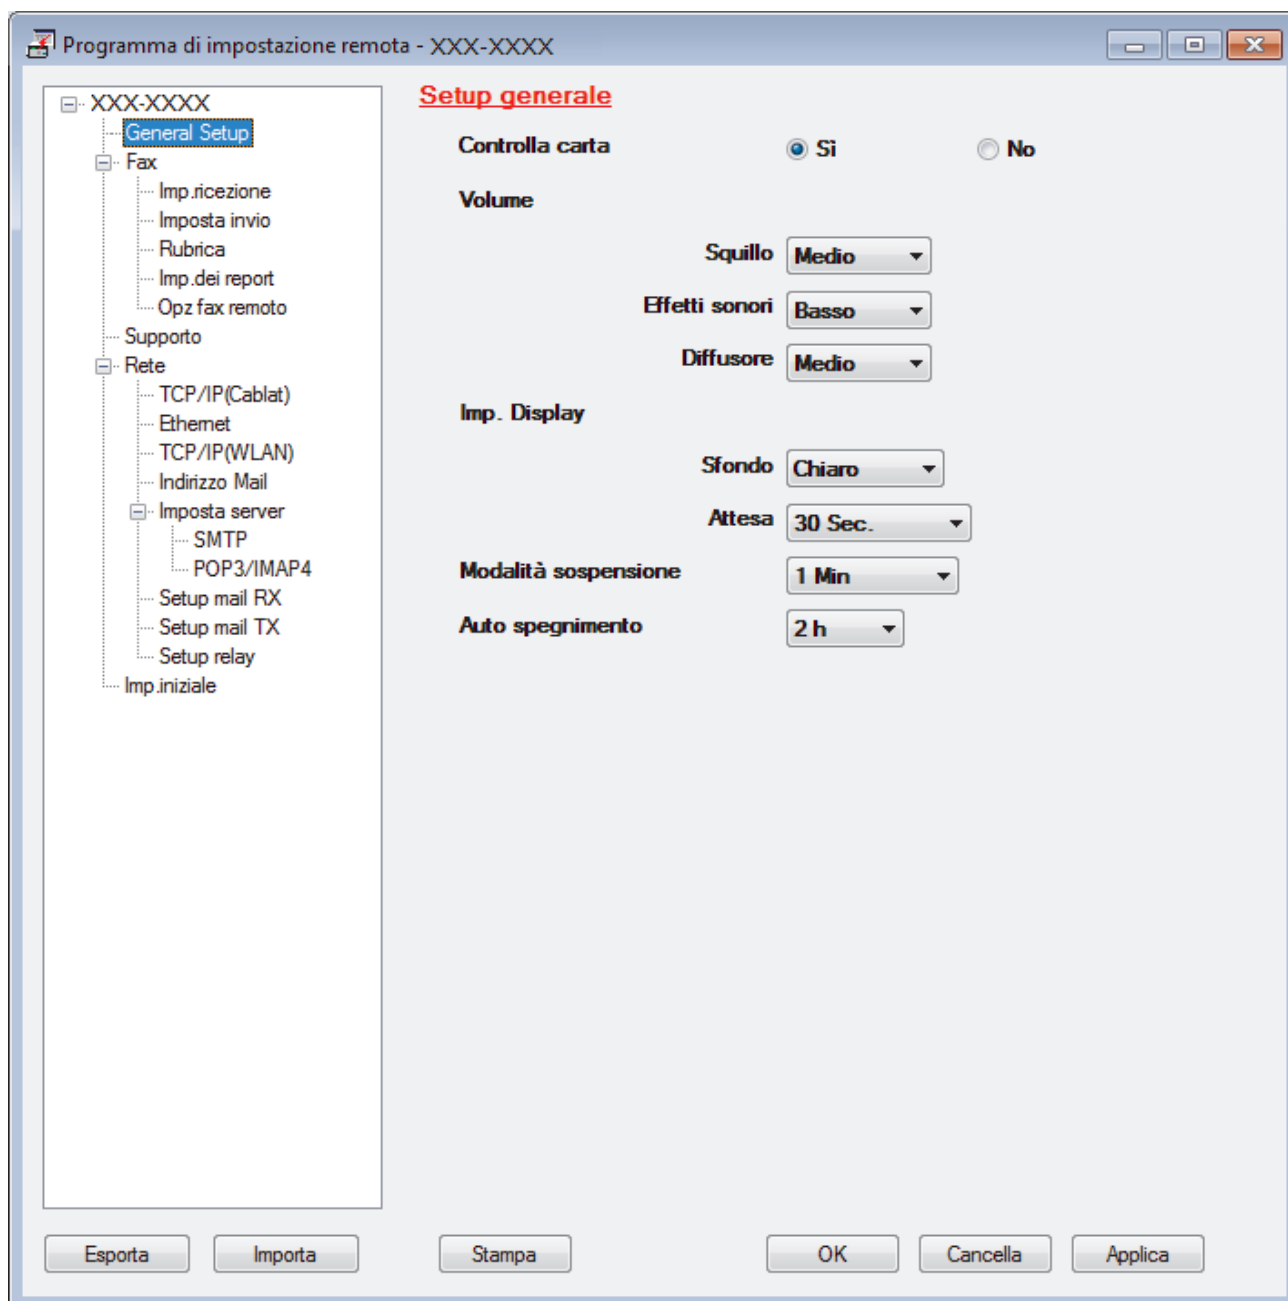 Programma di impostazione remota - XXX-XXXX
XXX-XXXX
General Setup
Fax
Imp.ricezione
Imposta invio
Rubrica
Imp.dei report
Opz fax remoto
Supporto
Rete
TCP/IP(Cablat)
Ethernet
TCP/IP(WLAN)
Indirizzo Mail
Imposta server
SMTP
POP3/IMAP4
Setup mail RX
Setup mail TX
Setup relay
Imp.iniziale
Setup generale
Controlla carta Sì No
Volume
Squillo Medio
Effetti sonori Basso
Diffusore Medio
Imp. Display
Sfondo Chiaro
Attesa 30 Sec.
Modalità sospensione 1 Min
Auto spegnimento 2 h
Esporta Importa Stampa OK Cancella Applica